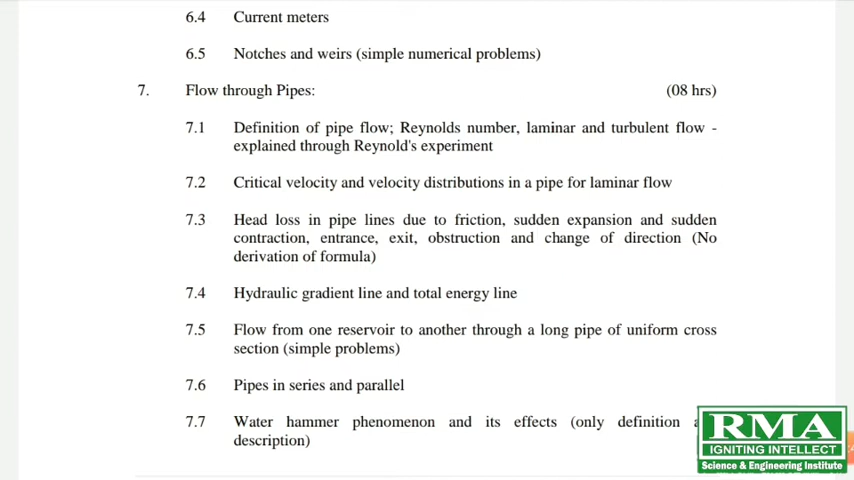 6.4 Current meters
6.5 Notches and weirs (simple numerical problems)
7. Flow through Pipes: (08 hrs)
7.1 Definition of pipe flow; Reynolds number, laminar and turbulent flow -
explained through Reynold's experiment
7.2 Critical velocity and velocity distributions in a pipe for laminar flow
7.3 Head loss in pipe lines due to friction, sudden expansion and sudden
contraction, entrance, exit, obstruction and change of direction (No
derivation of formula)
7.4 Hydraulic gradient line and total energy line
7.5 Flow from one reservoir to another through a long pipe of uniform cross
section (simple problems)
7.6 Pipes in series and parallel
7.7 Water hammer phenomenon and its effects (only definition
description)
RMA
IGNITING INTELLECT
Science & Engineering Institute